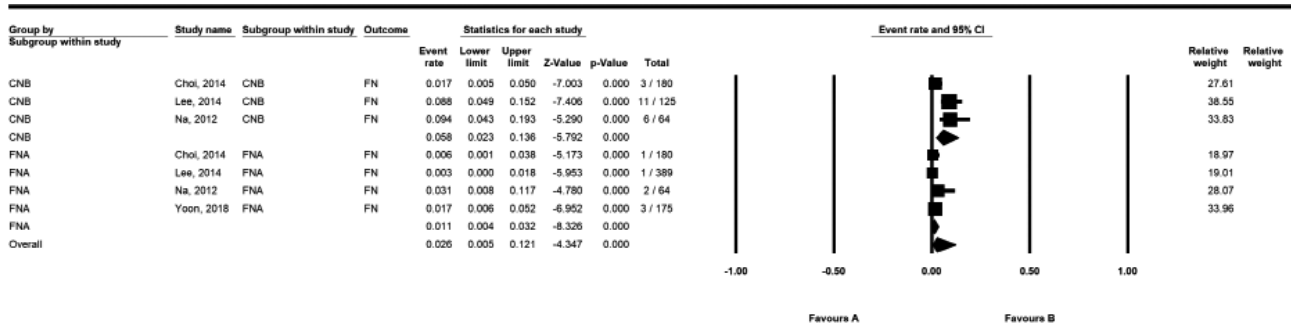 Group by Study name Subgroup within study Outcome Statistics for each study Event rate and 95% CI
Subgroup within study
Event rate Lower limit Upper limit Z-Value p-Value Total Relative weight Relative weight
CNB Choi, 2014 CNB FN 0.017 0.005 0.050 -7.003 0.000 3 / 180 27.61
CNB Lee, 2014 CNB FN 0.088 0.049 0.152 -7.406 0.000 11 / 125 38.55
CNB Na, 2012 CNB FN 0.094 0.043 0.193 -5.290 0.000 6 / 64 33.83
CNB 0.058 0.023 0.136 -5.792 0.000
FNA Choi, 2014 FNA FN 0.006 0.001 0.038 -5.173 0.000 1 / 180 18.97
FNA Lee, 2014 FNA FN 0.003 0.000 0.018 -5.953 0.000 1 / 389 19.01
FNA Na, 2012 FNA FN 0.031 0.008 0.117 -4.780 0.000 2 / 64 28.07
FNA Yoon, 2018 FNA FN 0.017 0.006 0.052 -6.952 0.000 3 / 175 33.96
FNA 0.011 0.004 0.032 -8.326 0.000
Overall 0.026 0.005 0.121 -4.347 0.000
-1.00 -0.50 0.00 0.50 1.00
Favours A Favours B